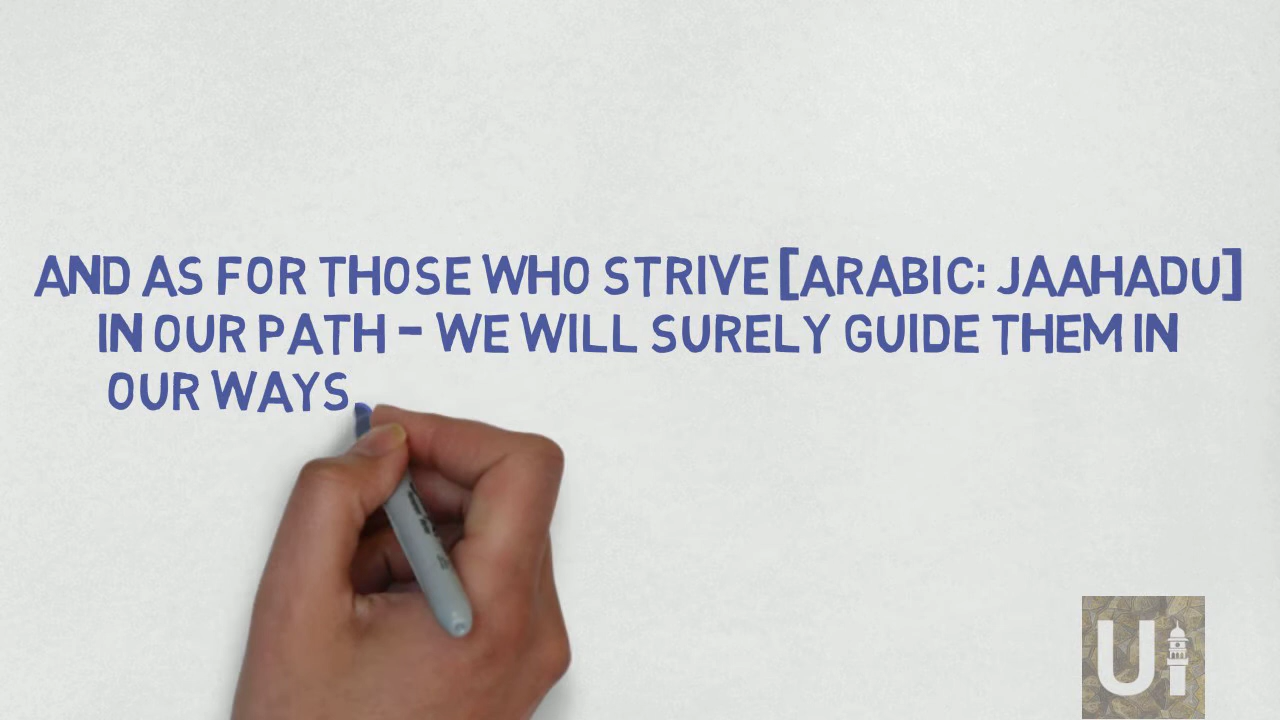 AND AS FOR THOSE WHO STRIVE [ARABIC: JAAHADU]
IN OUR PATH - WE WILL SURELY GUIDE THEM IN
OUR WAYS.
Ui